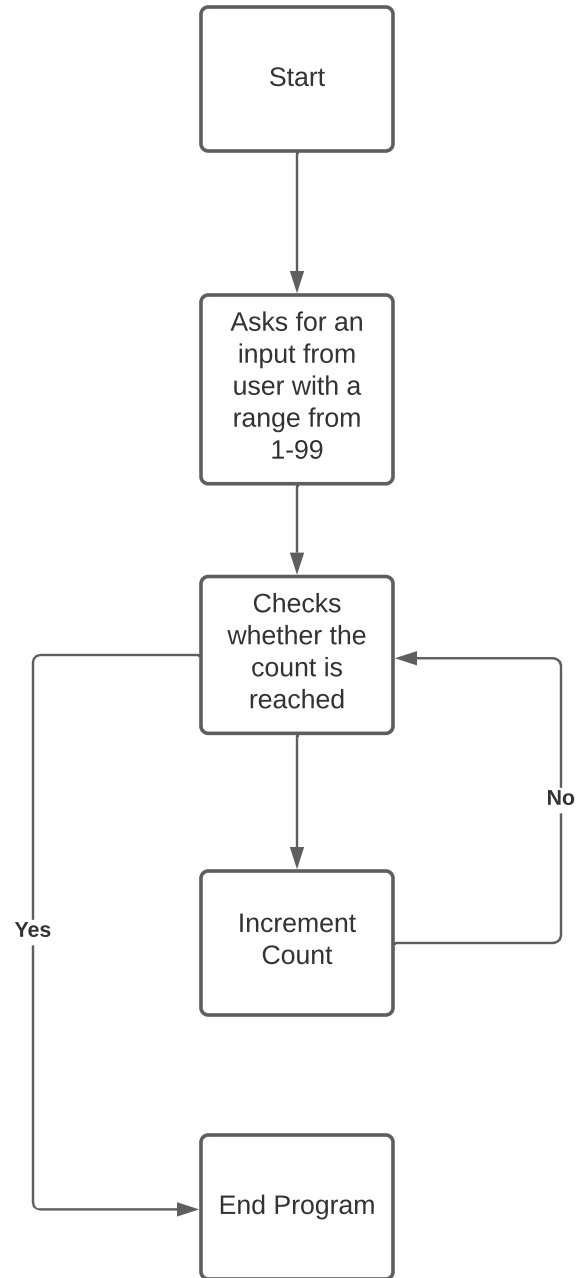 Start
Asks for an
input from
user with a
range from
1-99
Checks
whether the
count is
reached
No
Increment
Count
Yes
End Program